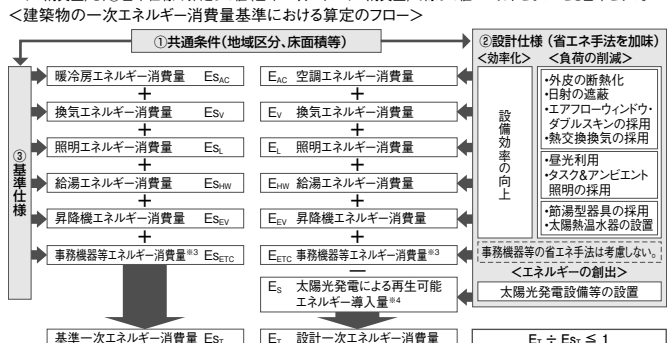 ＜建築物の一次エネルギー消費量基準における算定のフロー＞
①共通条件(地域区分、床面積等)
②設計仕様(省エネ手法を加味)
＜効率化＞ ＜負荷の削減＞
③基準仕様
暖冷房エネルギー消費量 EsAC
EAC 空調エネルギー消費量
+ +
換気エネルギー消費量 EsV
EV 換気エネルギー消費量
+ +
照明エネルギー消費量 EsL
EL 照明エネルギー消費量
+ +
給湯エネルギー消費量 EsHW
EHW 給湯エネルギー消費量
+ +
昇降機エネルギー消費量 EsEV
EEV 昇降機エネルギー消費量
+ +
事務機器等エネルギー消費量※3 EsETC
EETC 事務機器等エネルギー消費量※3
－
ES 太陽光発電による再生可能
エネルギー導入量※4
設備効率の向上
・外皮の断熱化
・日射の遮蔽
・エアフローウィンドウ・
ダブルスキンの採用
・熱交換換気の採用
・昼光利用
・タスク&アンビエント
照明の採用
・節湯型器具の採用
・太陽熱温水器の設置
事務機器等の省エネ手法は考慮しない。
＜エネルギーの創出＞
太陽光発電設備等の設置
基準一次エネルギー消費量 EsT
ET 設計一次エネルギー消費量
ET ÷ EsT ≦ 1